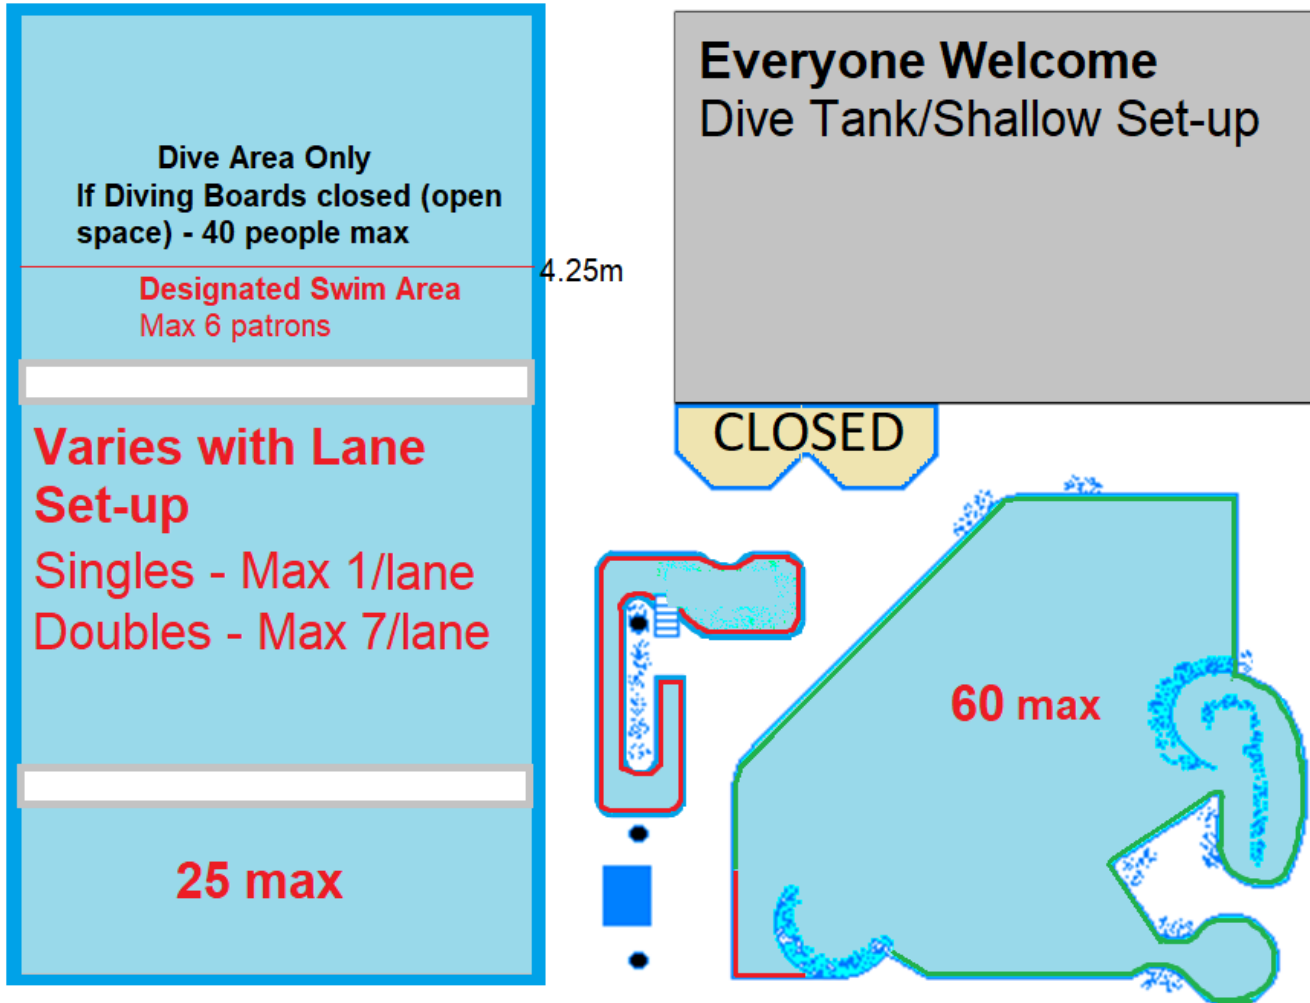 Dive Area Only
If Diving Boards closed (open
space) - 40 people max
4.25m
Designated Swim Area
Max 6 patrons
Varies with Lane
Set-up
Singles - Max 1/lane
Doubles - Max 7/lane
25 max
Everyone Welcome
Dive Tank/Shallow Set-up
CLOSED
60 max